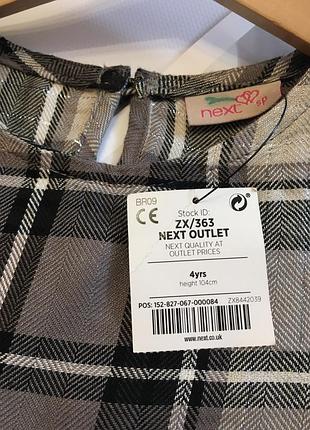 next
sp
BR09
CE
Stock ID:
ZX/363
NEXT OUTLET
NEXT QUALITY AT
OUTLET PRICES
4yrs
height 104cm
POS: 152-827-067-000084 ZX8442039
www.next.co.uk